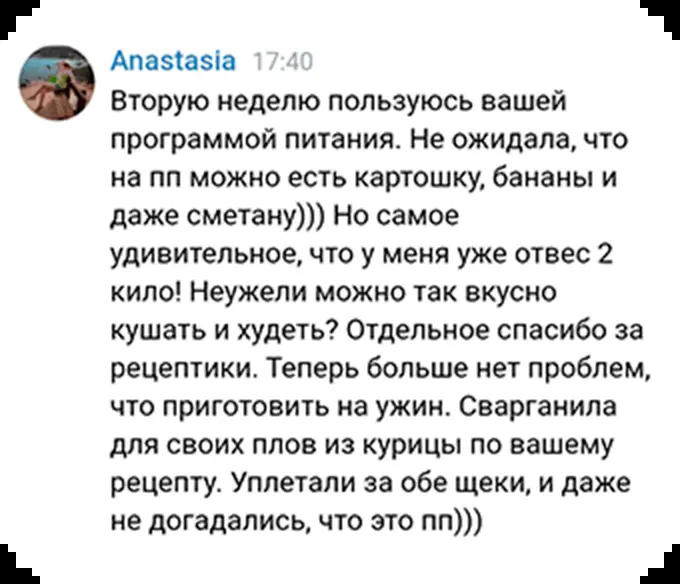 Anastasia 17:40
Вторую неделю пользуюсь вашей
программой питания. Не ожидала, что
на пп можно есть картошку, бананы и
даже сметану))) Но самое
удивительное, что у меня уже отвес 2
кило! Неужели можно так вкусно
кушать и худеть? Отдельное спасибо за
рецептики. Теперь больше нет проблем,
что приготовить на ужин. Сварганила
для своих плов из курицы по вашему
рецепту. Уплетали за обе щеки, и даже
не догадались, что это пп)))